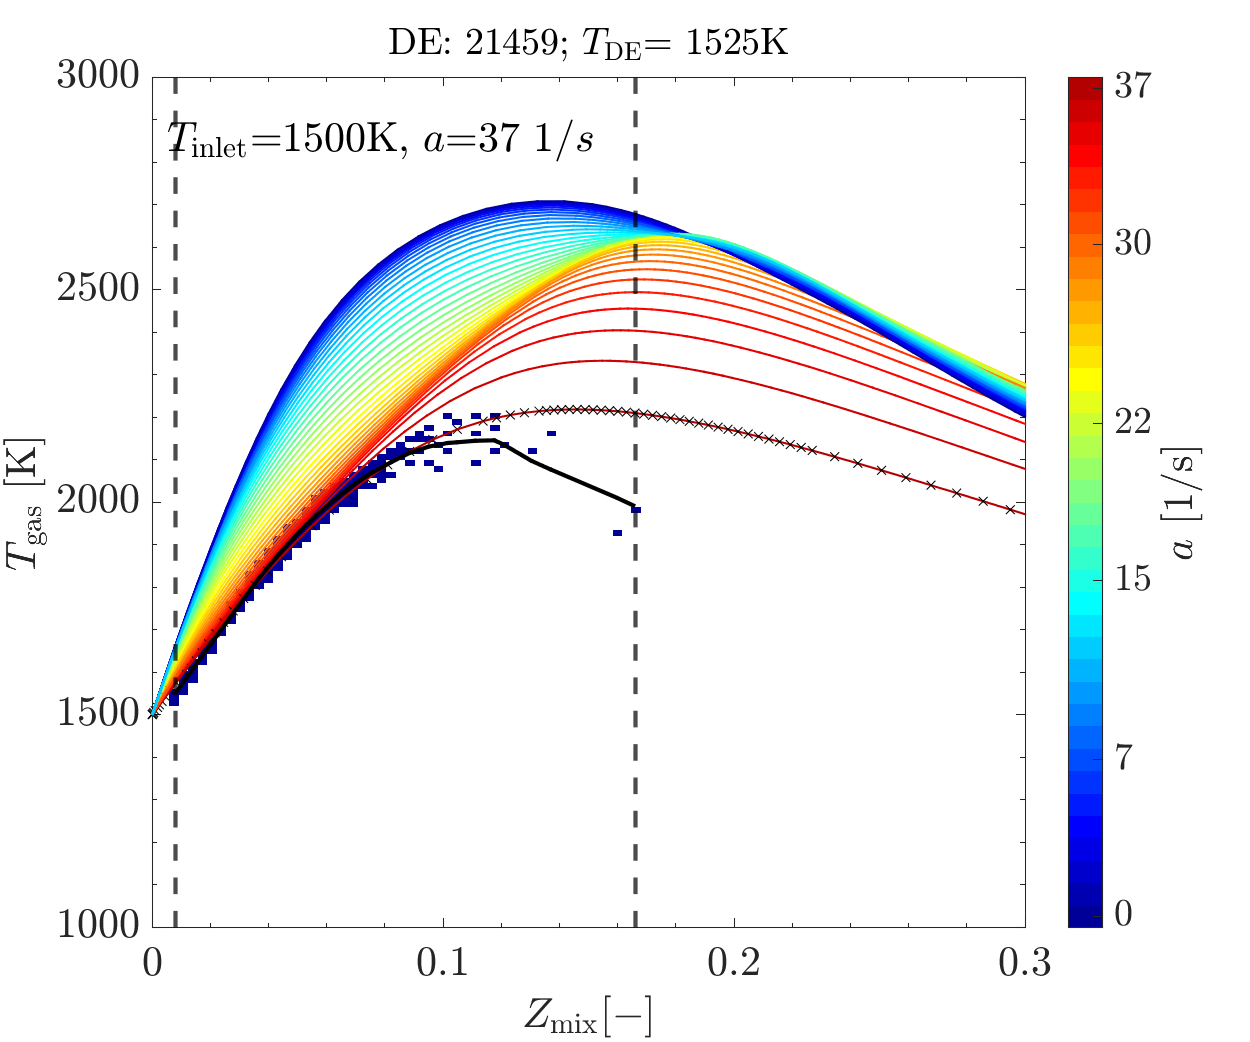 DE: 21459; T_DE= 1525K
T_inlet=1500K, a=37 1/s
3000
2500
2000
1500
1000
T_gas [K]
0 0.1 0.2 0.3
Z_mix[−]
37
30
22
15
7
0
a [1/s]